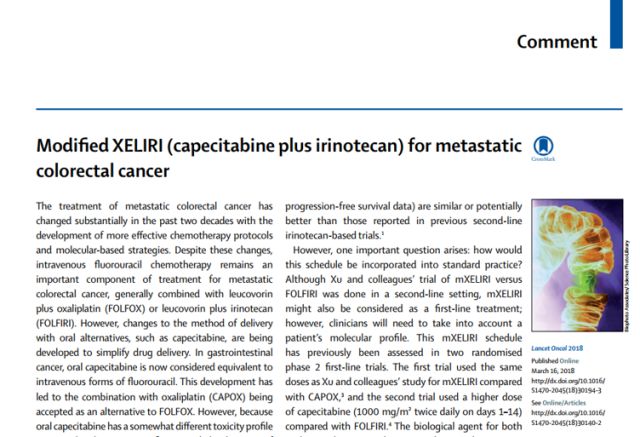 Comment
Modified XELIRI (capecitabine plus irinotecan) for metastatic
colorectal cancer
CrossMark
The treatment of metastatic colorectal cancer has
changed substantially in the past two decades with the
development of more effective chemotherapy protocols
and molecular-based strategies. Despite these changes,
intravenous fluorouracil chemotherapy remains an
important component of treatment for metastatic
colorectal cancer, generally combined with leucovorin
plus oxaliplatin (FOLFOX) or leucovorin plus irinotecan
(FOLFIRI). However, changes to the method of delivery
with oral alternatives, such as capecitabine, are being
developed to simplify drug delivery. In gastrointestinal
cancer, oral capecitabine is now considered equivalent to
intravenous forms of fluorouracil. This development has
led to the combination with oxaliplatin (CAPOX) being
accepted as an alternative to FOLFOX. However, because
oral capecitabine has a somewhat different toxicity profile
progression-free survival data) are similar or potentially
better than those reported in previous second-line
irinotecan-based trials.¹
However, one important question arises: how would
this schedule be incorporated into standard practice?
Although Xu and colleagues' trial of mXELIRI versus
FOLFIRI was done in a second-line setting, mXELIRI
might also be considered as a first-line treatment;
however, clinicians will need to take into account a
patient's molecular profile. This mXELIRI schedule
has previously been assessed in two randomised
phase 2 first-line trials. The first trial used the same
doses as Xu and colleagues' study for mXELIRI compared
with CAPOX,³ and the second trial used a higher dose
of capecitabine (1000 mg/m² twice daily on days 1–14)
compared with FOLFIRI.⁴ The biological agent for both
Lancet Oncol 2018
Published Online
March 16, 2018
http://dx.doi.org/10.1016/
S1470-2045(18)30194-3
See Online/Articles
http://dx.doi.org/10.1016/
S1470-2045(18)30140-2